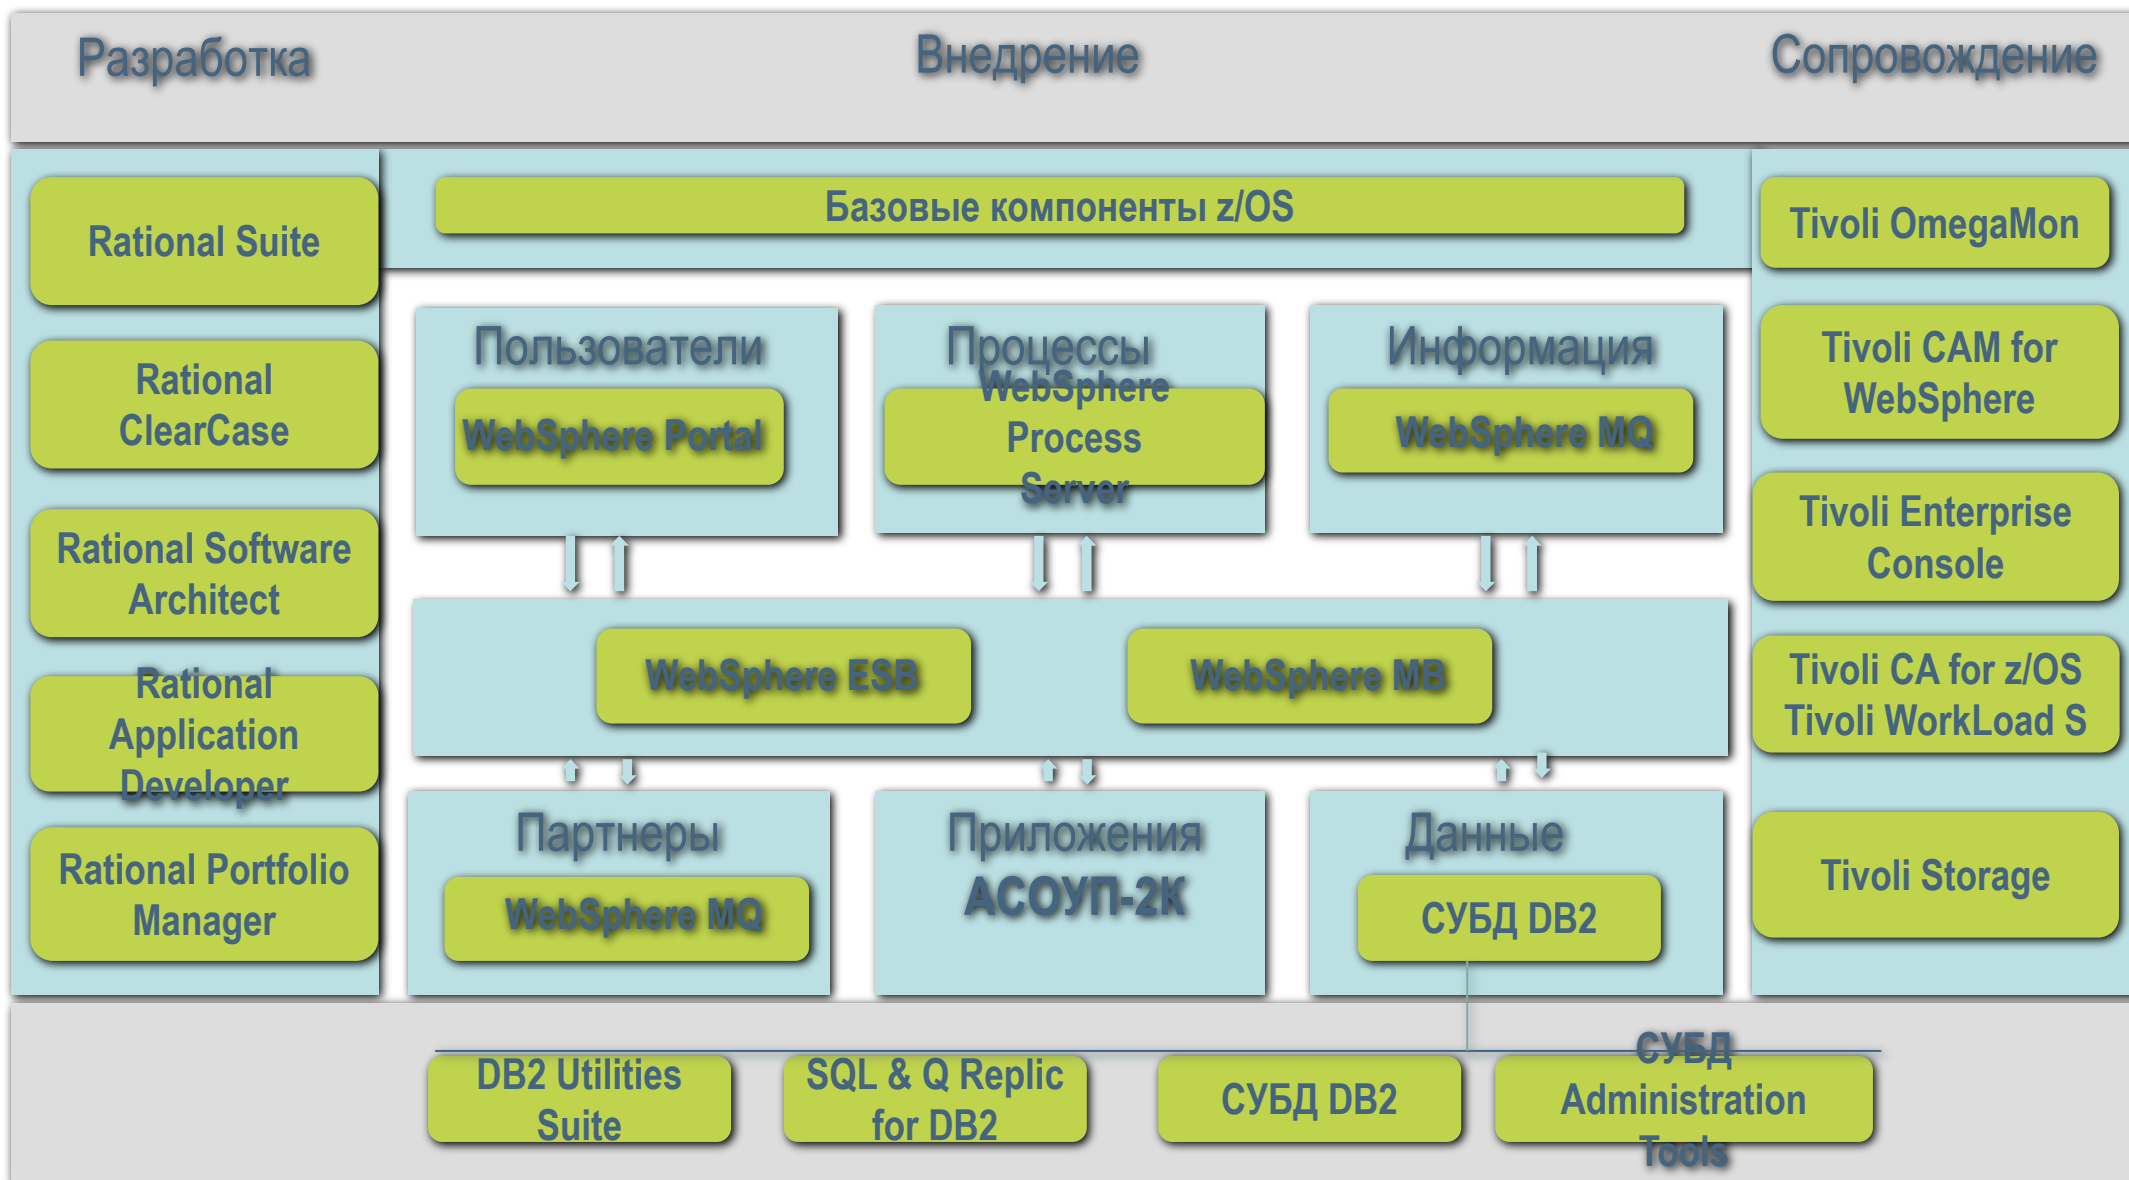 Разработка
Внедрение
Сопровождение
Rational Suite
Rational
ClearCase
Rational Software
Architect
Rational
Application
Developer
Rational Portfolio
Manager
Базовые компоненты z/OS
Пользователи
WebSphere Portal
Процессы
WebSphere
Process
Server
Информация
WebSphere MQ
WebSphere ESB
WebSphere MB
Партнеры
WebSphere MQ
Приложения
АСОУП-2К
Данные
СУБД DB2
Tivoli OmegaMon
Tivoli CAM for
WebSphere
Tivoli Enterprise
Console
Tivoli CA for z/OS
Tivoli WorkLoad S
Tivoli Storage
DB2 Utilities
Suite
SQL & Q Replic
for DB2
СУБД DB2
СУБД
Administration
Tools